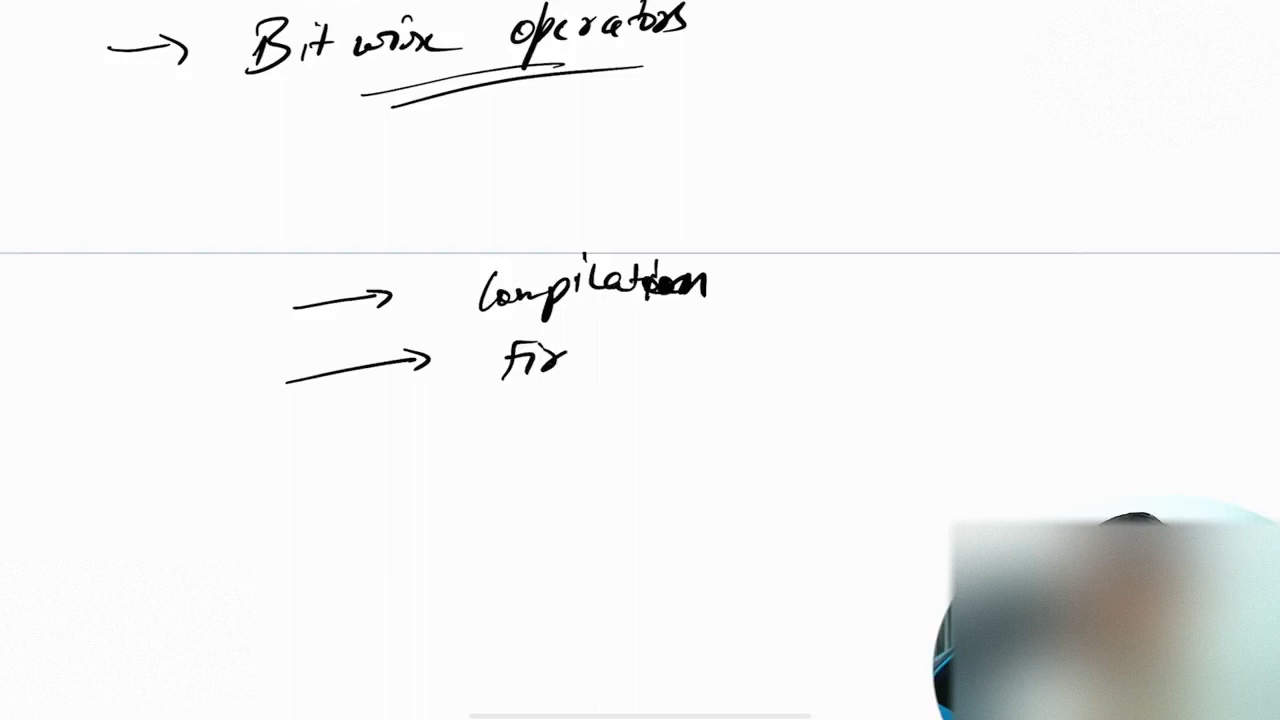 → Bitwise operators
→ Compilation
→ Fir